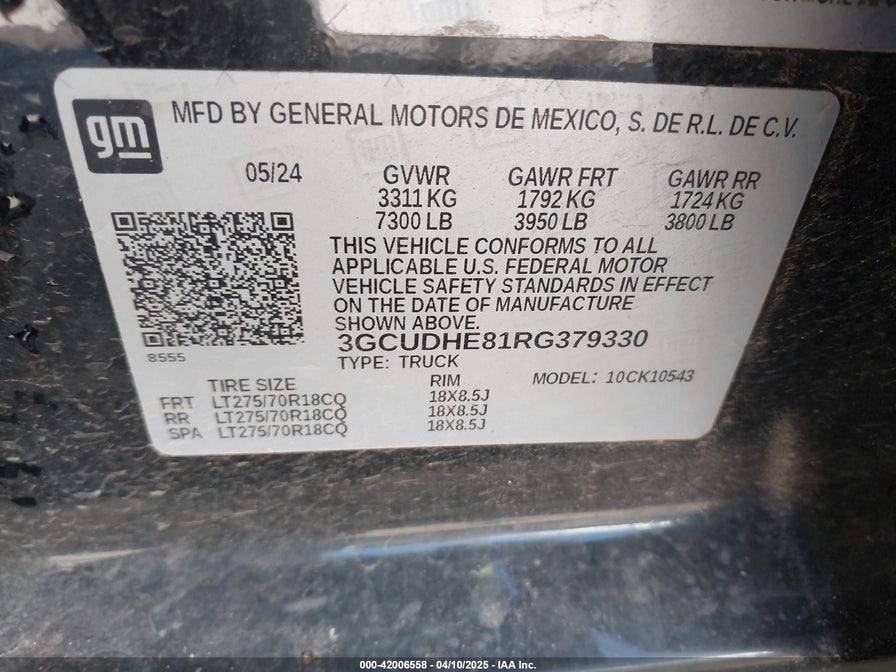 gm
MFD BY GENERAL MOTORS DE MEXICO, S. DE R.L. DE C.V.
05/24 GVWR GAWR FRT GAWR RR
3311 KG 1792 KG 1724 KG
7300 LB 3950 LB 3800 LB
THIS VEHICLE CONFORMS TO ALL
APPLICABLE U.S. FEDERAL MOTOR
VEHICLE SAFETY STANDARDS IN EFFECT
ON THE DATE OF MANUFACTURE
SHOWN ABOVE.
8555
3GCUDHE81RG379330
TYPE: TRUCK
TIRE SIZE RIM MODEL: 10CK10543
FRT LT275/70R18CQ 18X8.5J
RR LT275/70R18CQ 18X8.5J
SPA LT275/70R18CQ 18X8.5J
000-42006558 - 04/10/2025 - IAA Inc.